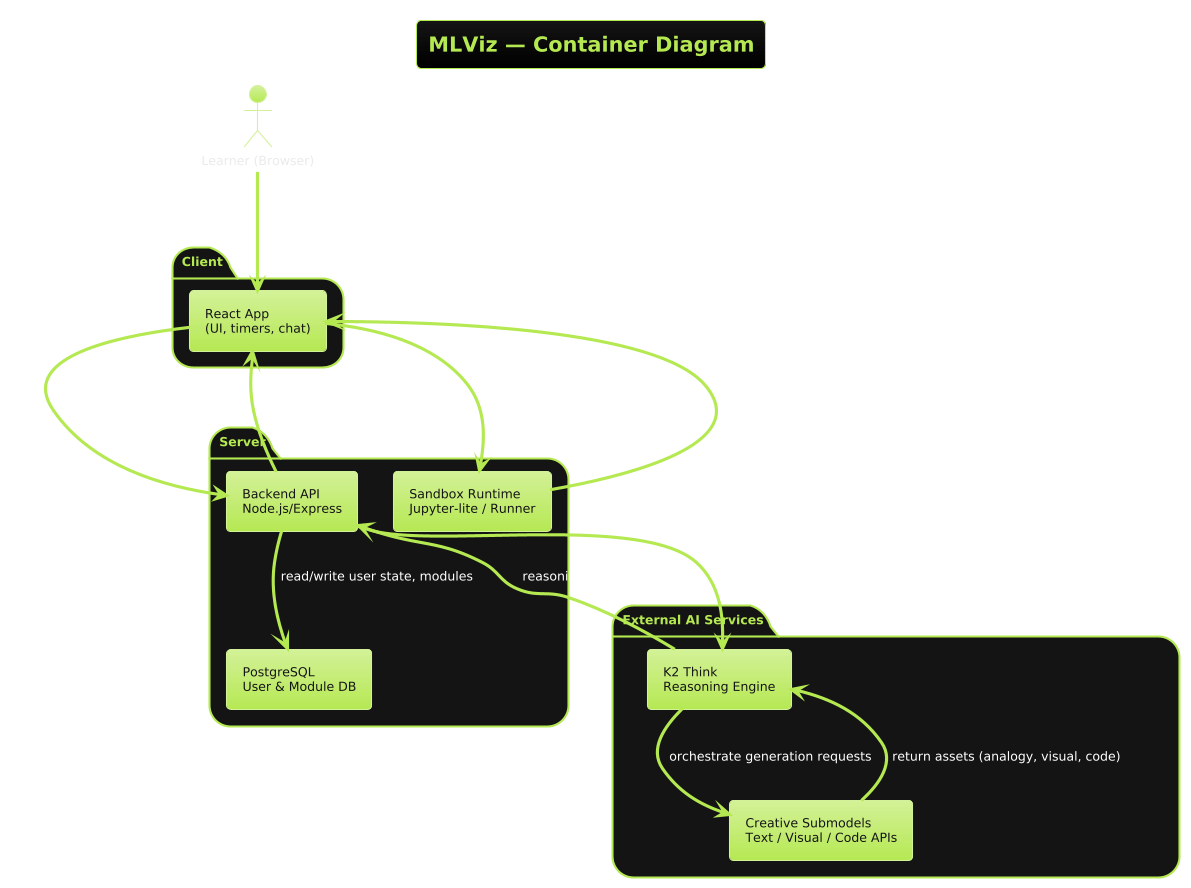 MLViz — Container Diagram
Learner (Browser)
Client
React App
(UI, timers, chat)
Server
Backend API
Node.js/Express
Sandbox Runtime
Jupyter-lite / Runner
read/write user state, modules
reasoni
External AI Services
PostgreSQL
User & Module DB
K2 Think
Reasoning Engine
orchestrate generation requests
return assets (analogy, visual, code)
Creative Submodels
Text / Visual / Code APIs